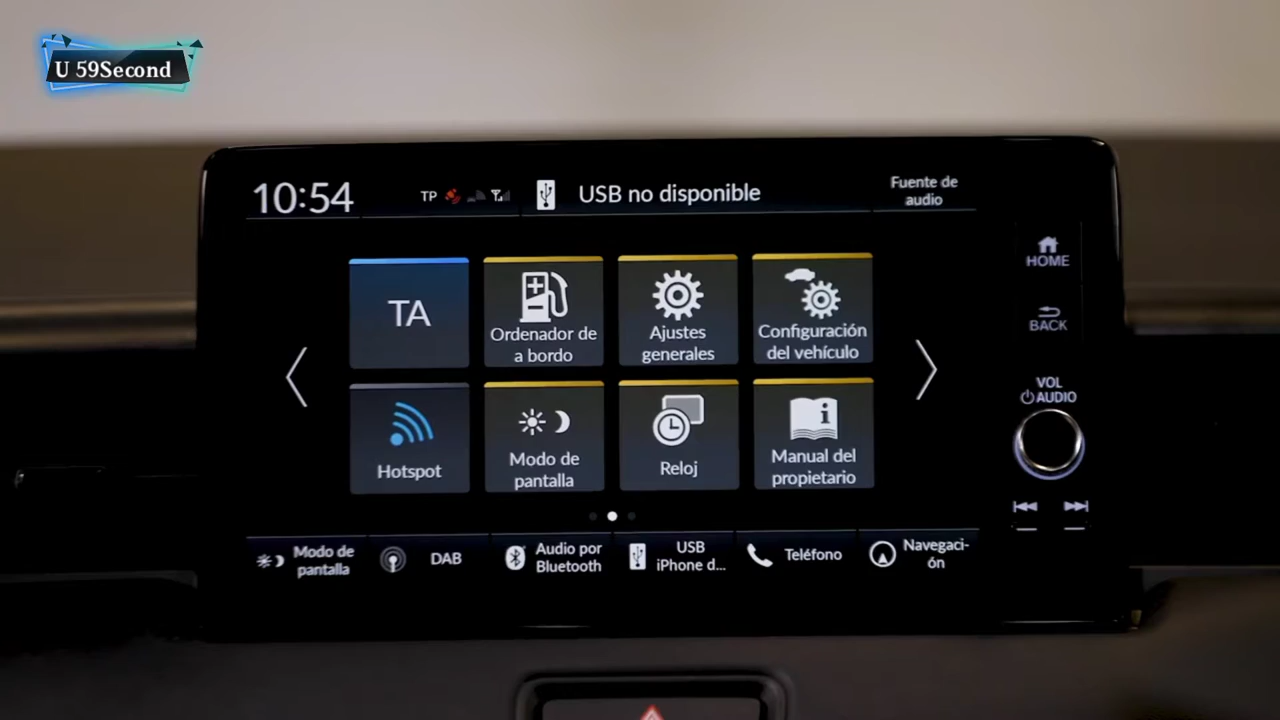 U 59Second
10:54
TP
USB no disponible
Fuente de
audio
HOME
BACK
VOL
AUDIO
TA
Ordenador de
a bordo
Ajustes
generales
Configuración
del vehículo
Hotspot
Modo de
pantalla
Reloj
Manual del
propietario
Modo de
pantalla
DAB
Audio por
Bluetooth
USB
iPhone d...
Teléfono
Navegaci-
ón